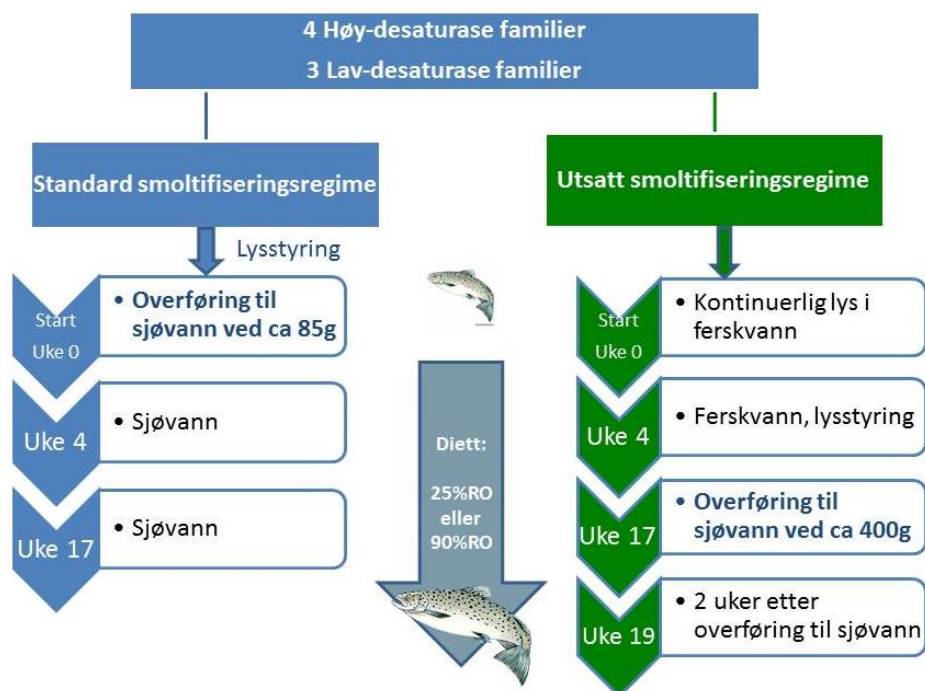 4 Høy-desaturase familier
3 Lav-desaturase familier
Standard smoltifiseringsregime
Lysstyring
Start
Uke 0
• Overføring til
sjøvann ved ca 85g
Uke 4
• Sjøvann
Uke 17
• Sjøvann
Diett:
25%RO
eller
90%RO
Utsatt smoltifiseringsregime
Start
Uke 0
• Kontinuerlig lys i
ferskvann
Uke 4
• Ferskvann, lysstyring
Uke 17
• Overføring til
sjøvann ved ca 400g
Uke 19
• 2 uker etter
overføring til sjøvann